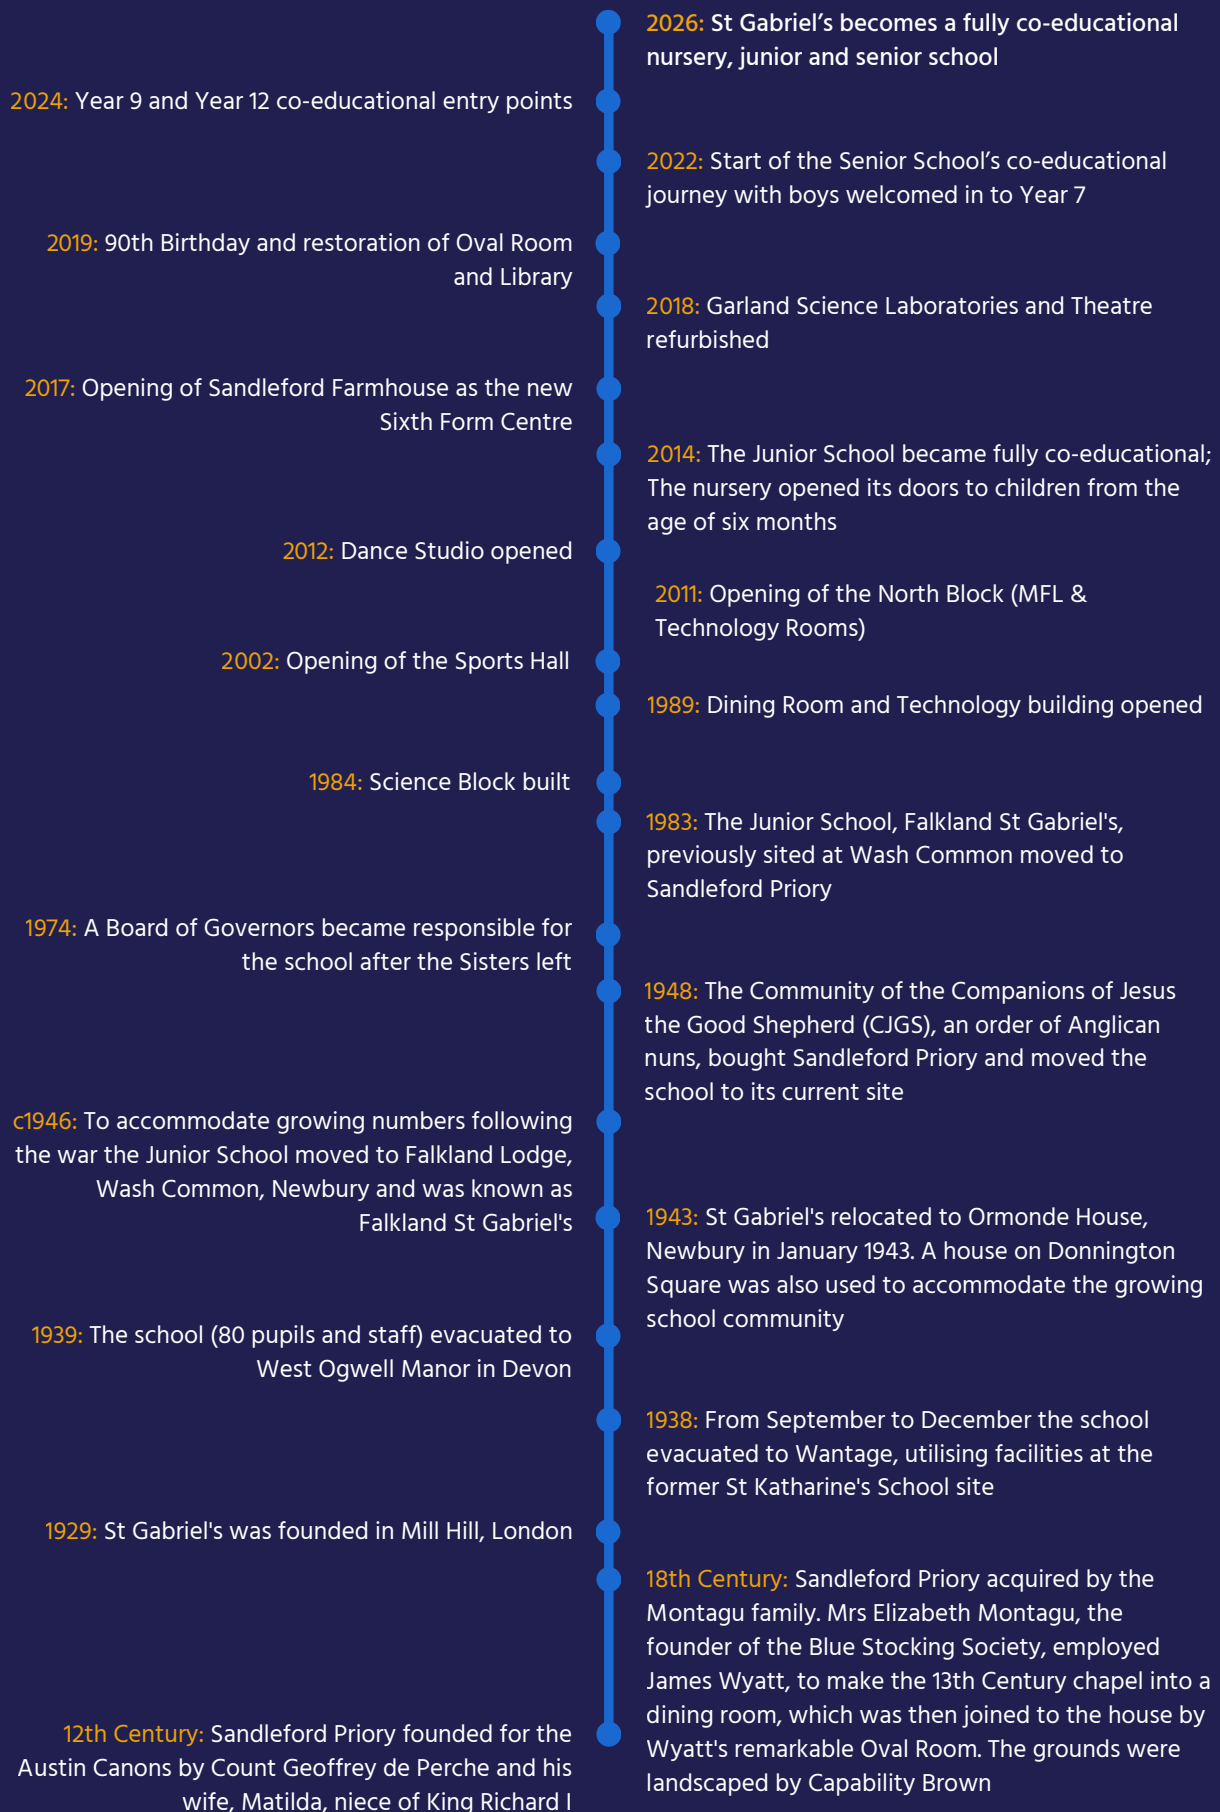 2026: St Gabriel’s becomes a fully co-educational
nursery, junior and senior school
2024: Year 9 and Year 12 co-educational entry points
2022: Start of the Senior School’s co-educational
journey with boys welcomed in to Year 7
2019: 90th Birthday and restoration of Oval Room
and Library
2018: Garland Science Laboratories and Theatre
refurbished
2017: Opening of Sandleford Farmhouse as the new
Sixth Form Centre
2014: The Junior School became fully co-educational;
The nursery opened its doors to children from the
age of six months
2012: Dance Studio opened
2011: Opening of the North Block (MFL &
Technology Rooms)
2002: Opening of the Sports Hall
1989: Dining Room and Technology building opened
1984: Science Block built
1983: The Junior School, Falkland St Gabriel's,
previously sited at Wash Common moved to
Sandleford Priory
1974: A Board of Governors became responsible for
the school after the Sisters left
1948: The Community of the Companions of Jesus
the Good Shepherd (CJGS), an order of Anglican
nuns, bought Sandleford Priory and moved the
school to its current site
c1946: To accommodate growing numbers following
the war the Junior School moved to Falkland Lodge,
Wash Common, Newbury and was known as
Falkland St Gabriel's
1943: St Gabriel's relocated to Ormonde House,
Newbury in January 1943. A house on Donnington
Square was also used to accommodate the growing
school community
1939: The school (80 pupils and staff) evacuated to
West Ogwell Manor in Devon
1938: From September to December the school
evacuated to Wantage, utilising facilities at the
former St Katharine's School site
1929: St Gabriel's was founded in Mill Hill, London
18th Century: Sandleford Priory acquired by the
Montagu family. Mrs Elizabeth Montagu, the
founder of the Blue Stocking Society, employed
James Wyatt, to make the 13th Century chapel into a
dining room, which was then joined to the house by
Wyatt's remarkable Oval Room. The grounds were
landscaped by Capability Brown
12th Century: Sandleford Priory founded for the
Austin Canons by Count Geoffrey de Perche and his
wife, Matilda, niece of King Richard I